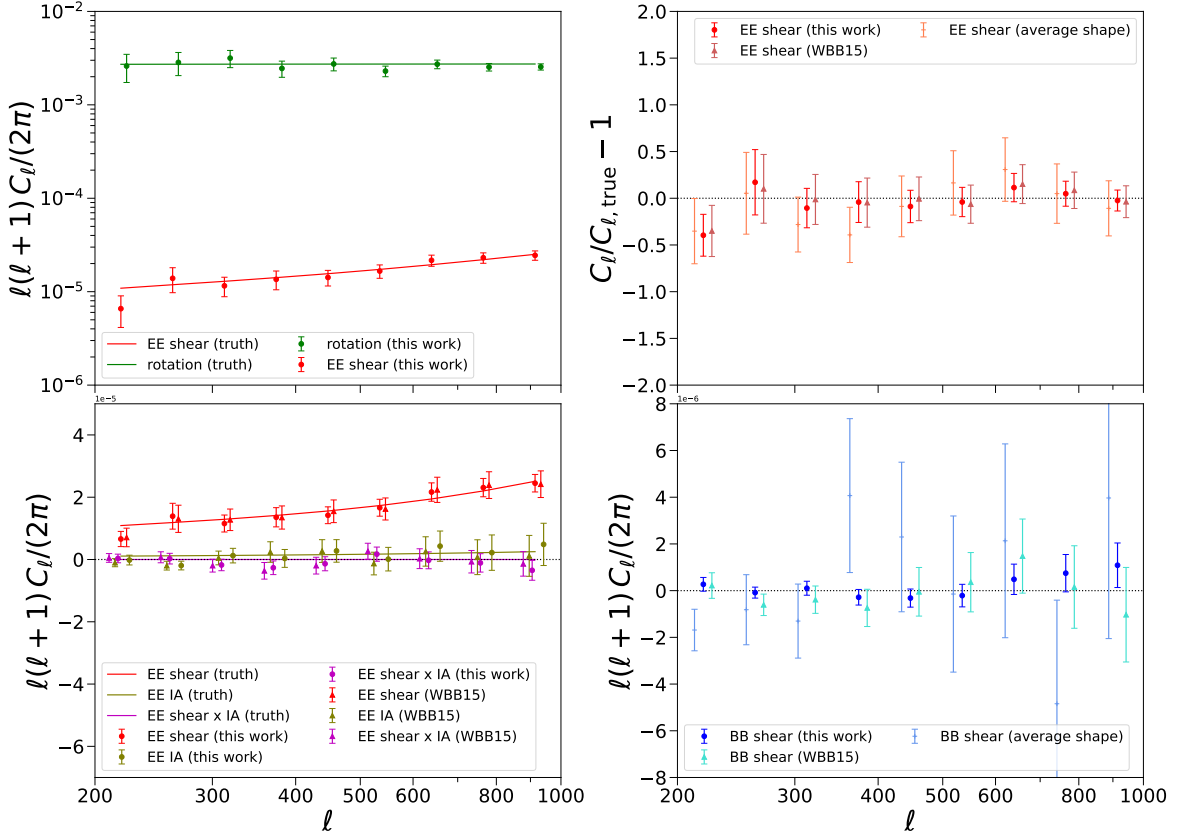 10⁻⁵
10⁻³
10⁻⁴
10⁻⁵
10⁻⁶
10⁻²
ℓ(ℓ + 1) C_ℓ/(2π)
EE shear (truth)
rotation (truth)
rotation (this work)
EE shear (this work)
2.0
1.5
1.0
0.5
0.0
−0.5
−1.0
−1.5
−2.0
C_ℓ/C_ℓ, true − 1
EE shear (this work)
EE shear (WBB15)
EE shear (average shape)
1e−5
4
2
0
−2
−4
−6
ℓ(ℓ + 1) C_ℓ/(2π)
EE shear (truth)
EE IA (truth)
EE shear x IA (truth)
EE shear (this work)
EE IA (this work)
EE shear x IA (this work)
EE shear (WBB15)
EE IA (WBB15)
EE shear x IA (WBB15)
200 300 400 500 600 800 1000
ℓ
1e−6
8
6
4
2
0
−2
−4
−6
−8
ℓ(ℓ + 1) C_ℓ/(2π)
BB shear (this work)
BB shear (WBB15)
BB shear (average shape)
200 300 400 500 600 800 1000
ℓ